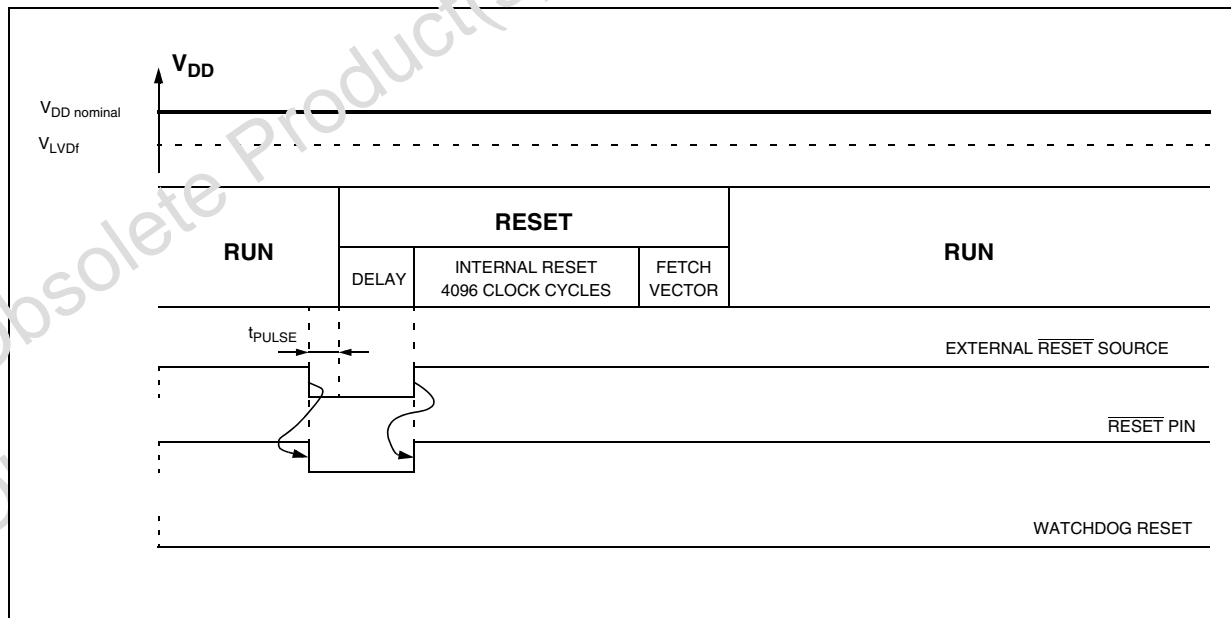 Obsolete Product(s)
VDD
VDD nominal
VLVDf
RUN
RESET
RUN
DELAY
INTERNAL RESET
4096 CLOCK CYCLES
FETCH
VECTOR
tPULSE
EXTERNAL RESET SOURCE
RESET PIN
WATCHDOG RESET